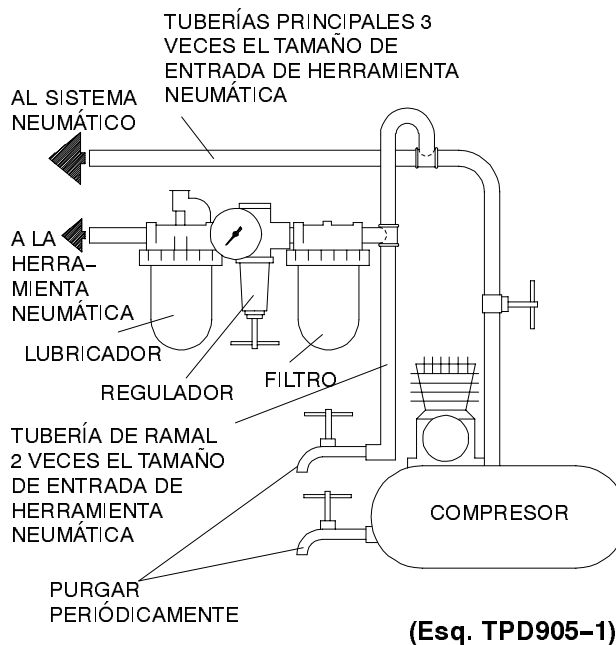 TUBERÍAS PRINCIPALES 3
VECES EL TAMAÑO DE
ENTRADA DE HERRAMIENTA
NEUMÁTICA
AL SISTEMA
NEUMÁTICO
A LA
HERRA–
MIENTA
NEUMÁTICA
LUBRICADOR
REGULADOR
FILTRO
TUBERÍA DE RAMAL
2 VECES EL TAMAÑO
DE ENTRADA DE
HERRAMIENTA
NEUMÁTICA
COMPRESOR
PURGAR
PERIÓDICAMENTE
(Esq. TPD905–1)